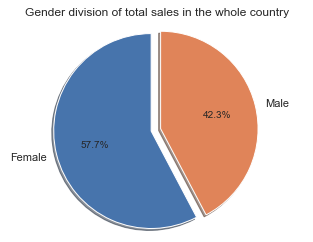 Gender division of total sales in the whole country
Male
42.3%
57.7%
Female